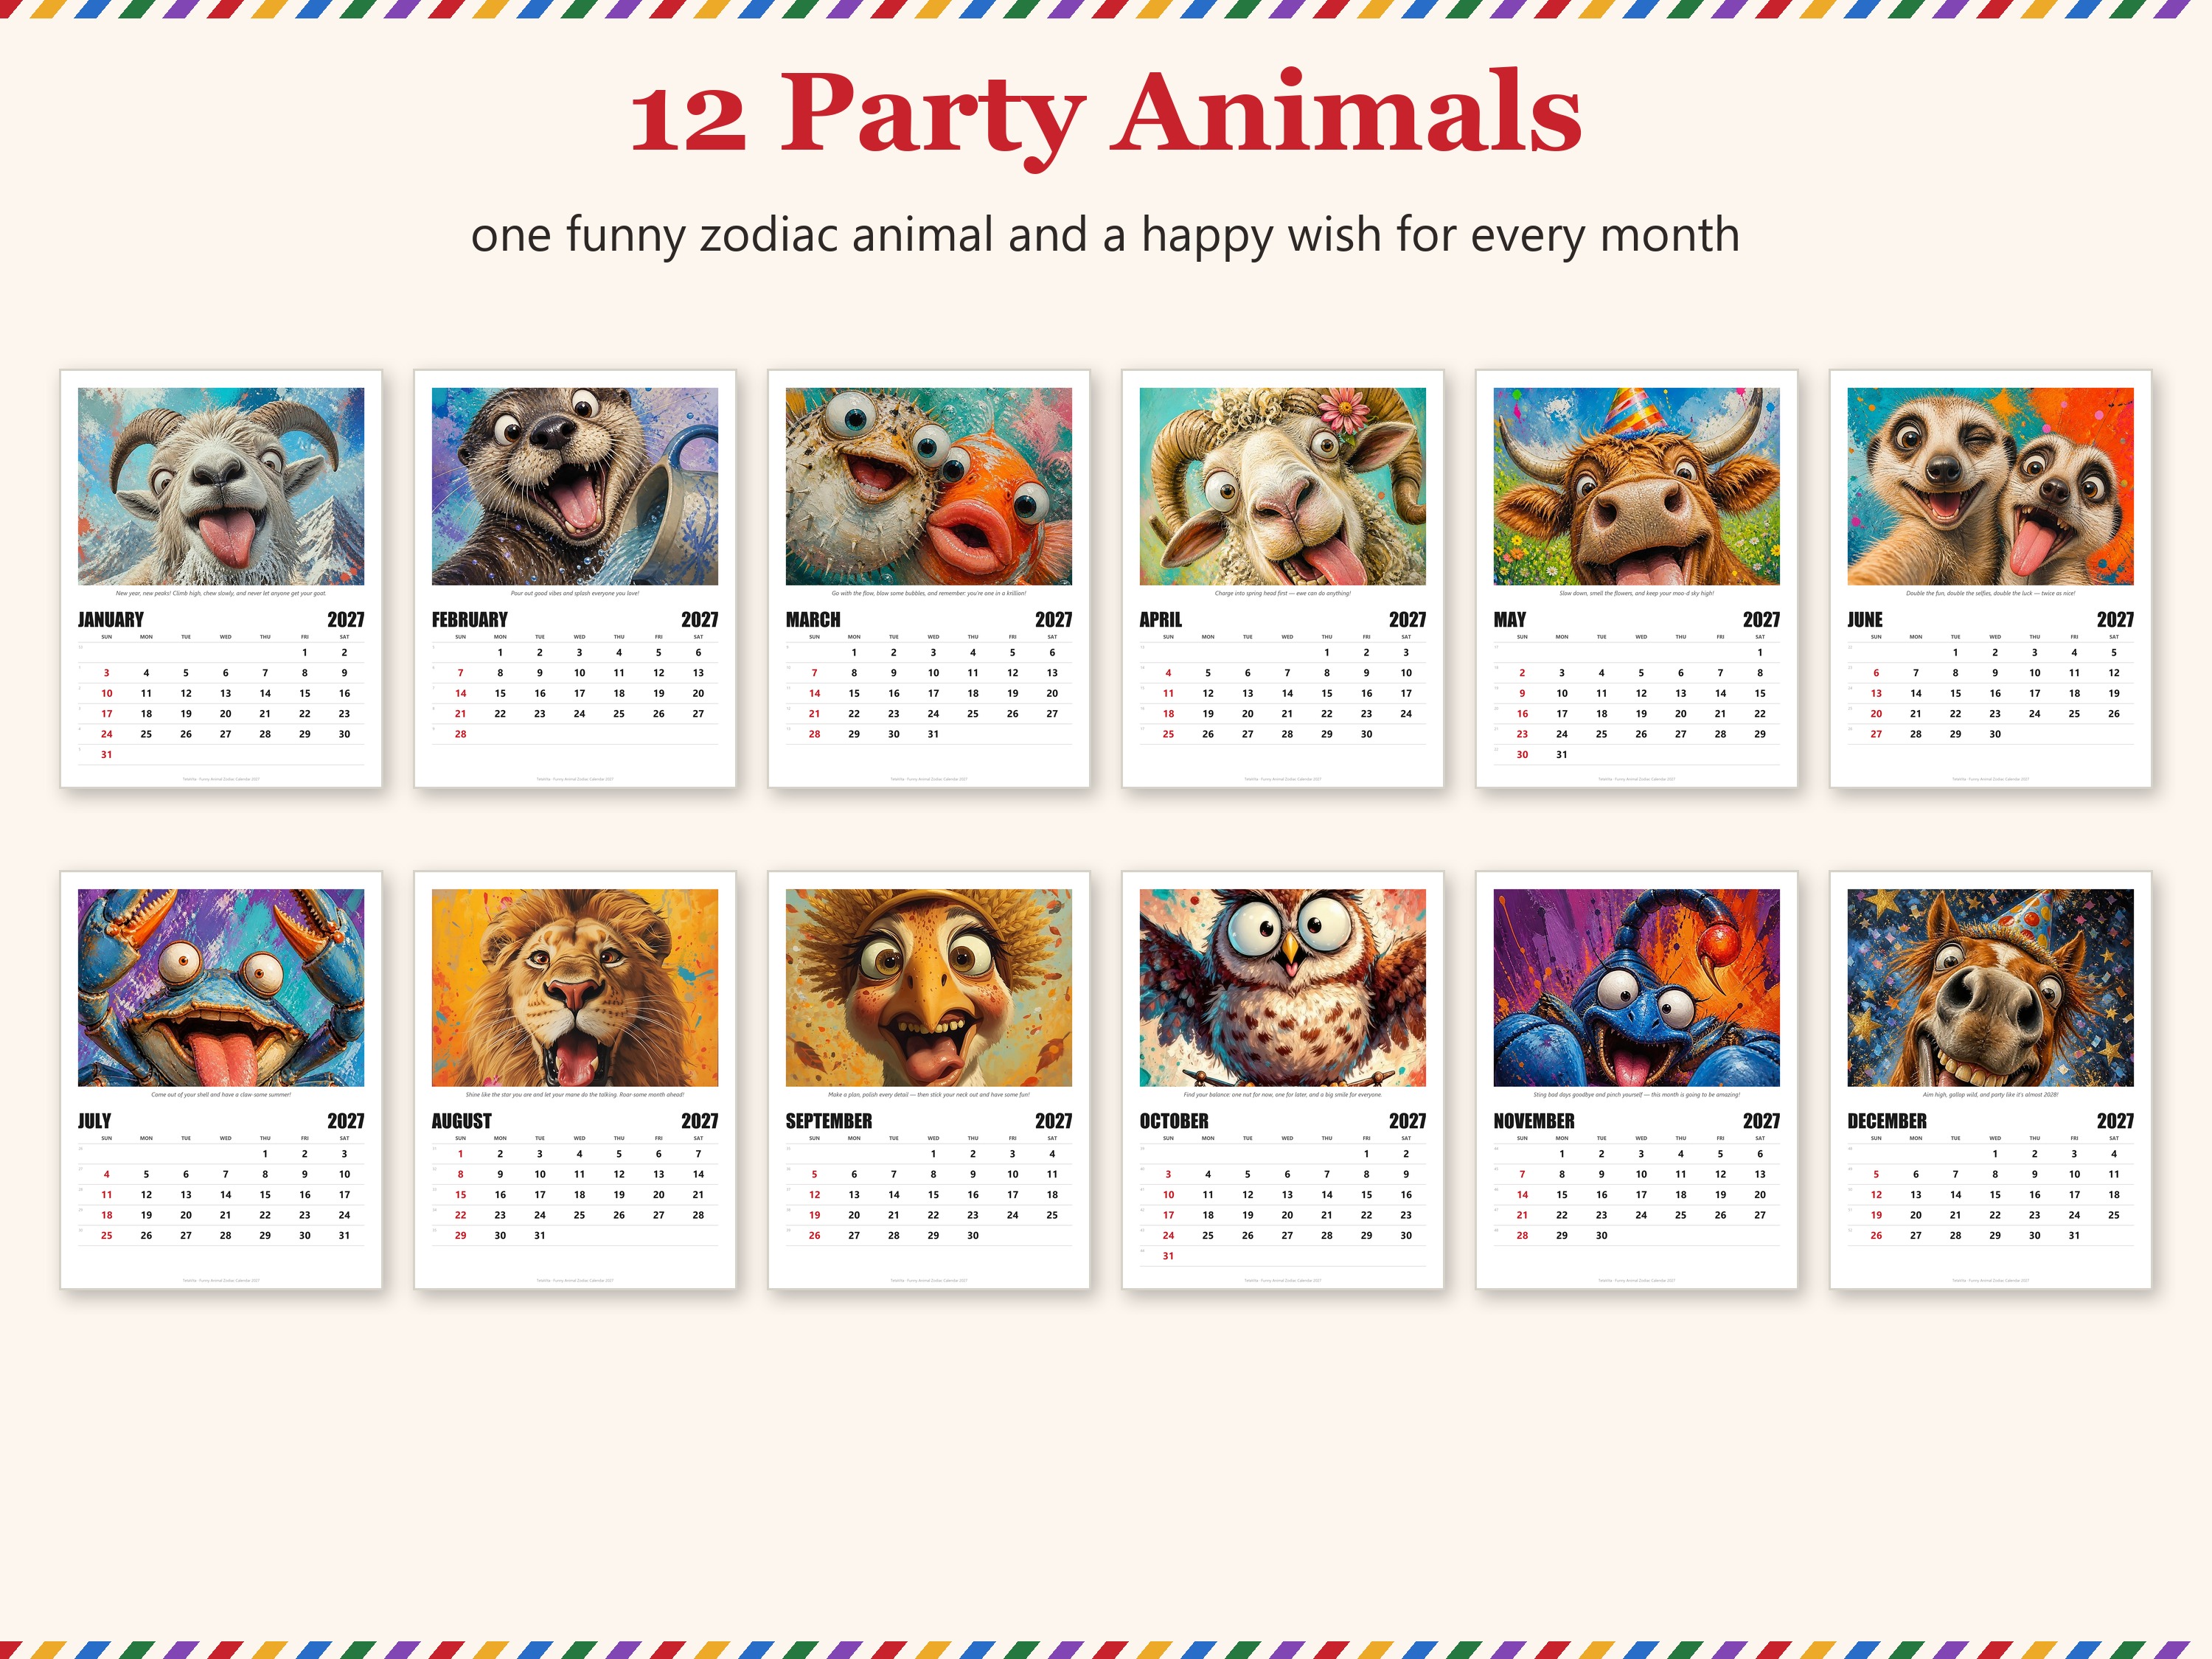 12 Party Animals
one funny zodiac animal and a happy wish for every month
New year, new peaks! Climb high, chew slowly, and never let anyone get your goat.
JANUARY 2027
SUN MON TUE WED THU FRI SAT
1 2
3 4 5 6 7 8 9
10 11 12 13 14 15 16
17 18 19 20 21 22 23
24 25 26 27 28 29 30
31
Pour out good vibes and splash everyone you love!
FEBRUARY 2027
SUN MON TUE WED THU FRI SAT
1 2 3 4 5 6
7 8 9 10 11 12 13
14 15 16 17 18 19 20
21 22 23 24 25 26 27
28
Go with the flow, blow some bubbles, and remember: you're one in a krillion!
MARCH 2027
SUN MON TUE WED THU FRI SAT
1 2 3 4 5 6
7 8 9 10 11 12 13
14 15 16 17 18 19 20
21 22 23 24 25 26 27
28 29 30 31
Charge into spring head first — ewe can do anything!
APRIL 2027
SUN MON TUE WED THU FRI SAT
1 2 3
4 5 6 7 8 9 10
11 12 13 14 15 16 17
18 19 20 21 22 23 24
25 26 27 28 29 30
Slow down, smell the flowers, and keep your moo-d sky high!
MAY 2027
SUN MON TUE WED THU FRI SAT
1
2 3 4 5 6 7 8
9 10 11 12 13 14 15
16 17 18 19 20 21 22
23 24 25 26 27 28 29
30 31
Double the fun, double the selfies, double the luck — twice as nice!
JUNE 2027
SUN MON TUE WED THU FRI SAT
1 2 3 4 5
6 7 8 9 10 11 12
13 14 15 16 17 18 19
20 21 22 23 24 25 26
27 28 29 30
Come out of your shell and have a claw-some summer!
JULY 2027
SUN MON TUE WED THU FRI SAT
1 2 3
4 5 6 7 8 9 10
11 12 13 14 15 16 17
18 19 20 21 22 23 24
25 26 27 28 29 30 31
Shine like the star you are and let your mane do the talking. Roar-some month ahead!
AUGUST 2027
SUN MON TUE WED THU FRI SAT
1 2 3 4 5 6 7
8 9 10 11 12 13 14
15 16 17 18 19 20 21
22 23 24 25 26 27 28
29 30 31
Make a plan, polish every detail — then stick your neck out and have some fun!
SEPTEMBER 2027
SUN MON TUE WED THU FRI SAT
1 2 3 4
5 6 7 8 9 10 11
12 13 14 15 16 17 18
19 20 21 22 23 24 25
26 27 28 29 30
Find your balance: one nut for now, one for later, and a big smile for everyone.
OCTOBER 2027
SUN MON TUE WED THU FRI SAT
1 2
3 4 5 6 7 8 9
10 11 12 13 14 15 16
17 18 19 20 21 22 23
24 25 26 27 28 29 30
31
Sting bad days goodbye and pinch yourself — this month is going to be amazing!
NOVEMBER 2027
SUN MON TUE WED THU FRI SAT
1 2 3 4 5 6
7 8 9 10 11 12 13
14 15 16 17 18 19 20
21 22 23 24 25 26 27
28 29 30
Aim high, gallop wild, and party like it's almost 2028!
DECEMBER 2027
SUN MON TUE WED THU FRI SAT
1 2 3 4
5 6 7 8 9 10 11
12 13 14 15 16 17 18
19 20 21 22 23 24 25
26 27 28 29 30 31